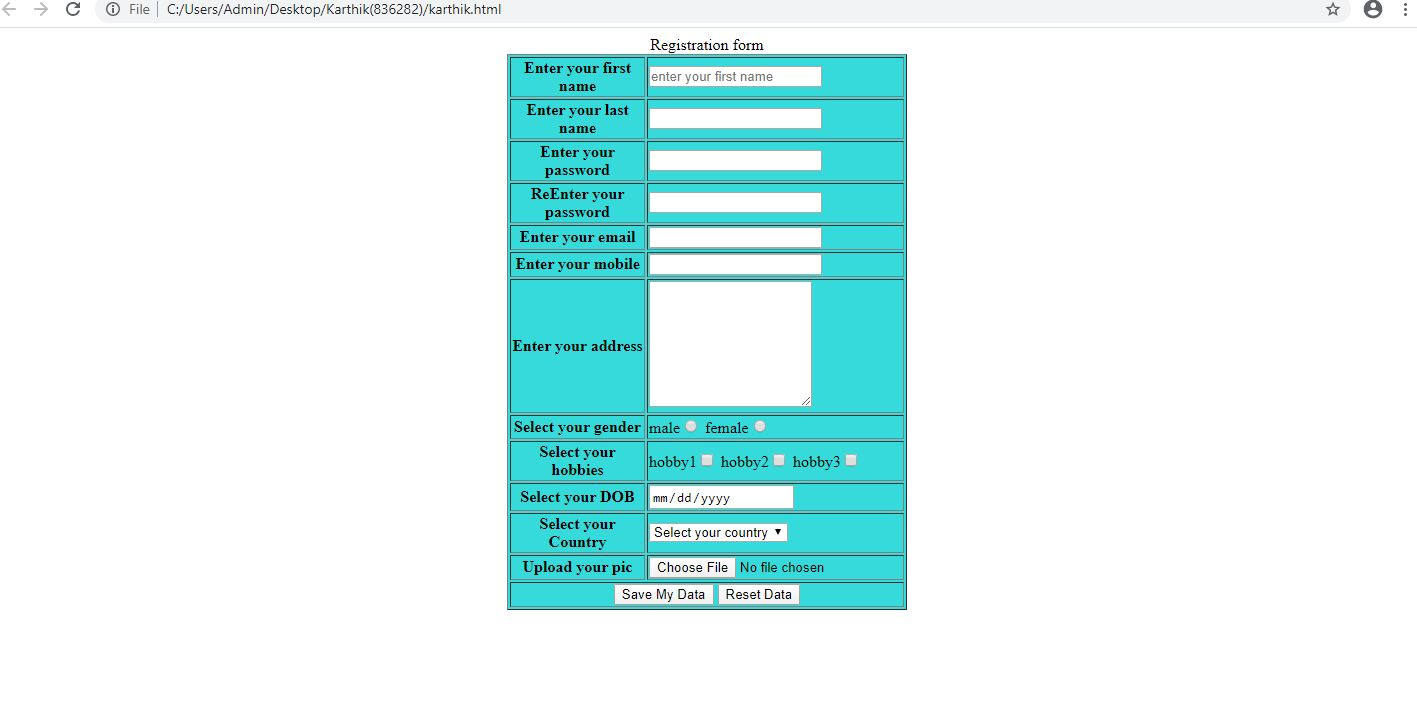 File C:/Users/Admin/Desktop/Karthik(836282)/karthik.html
Registration form
Enter your first
name
enter your first name
Enter your last
name
Enter your
password
ReEnter your
password
Enter your email
Enter your mobile
Enter your address
Select your gender
male female
Select your
hobbies
hobby1 hobby2 hobby3
Select your DOB
mm/dd/yyyy
Select your
Country
Select your country
Upload your pic
Choose File No file chosen
Save My Data Reset Data